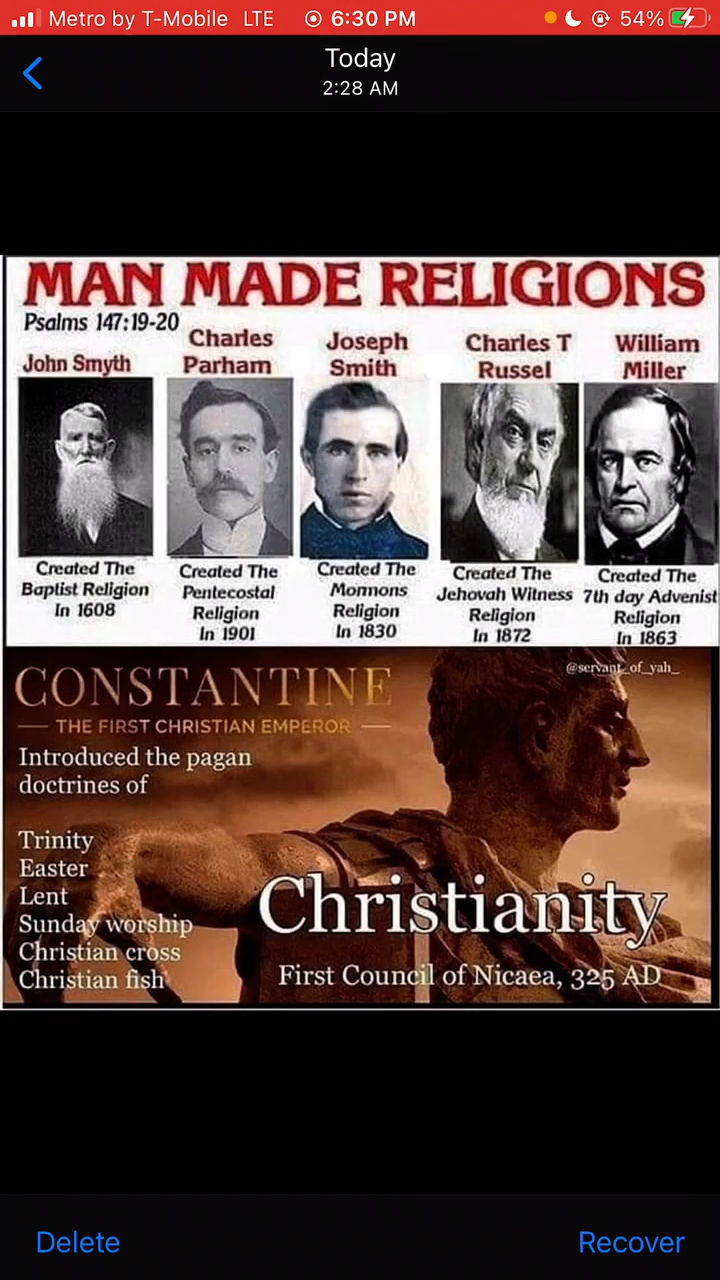 Metro by T-Mobile LTE 6:30 PM 54%
Today
2:28 AM
MAN MADE RELIGIONS
Psalms 147:19-20
John Smyth
Charles
Parham
Joseph
Smith
Charles T
Russel
William
Miller
Created The
Baptist Religion
In 1608
Created The
Pentecostal
Religion
In 1901
Created The
Mormons
Religion
In 1830
Created The
Jehovah Witness
Religion
In 1872
Created The
7th day Advenist
Religion
In 1863
@servant_of_yah_
CONSTANTINE
THE FIRST CHRISTIAN EMPEROR
Introduced the pagan
doctrines of
Trinity
Easter
Lent
Sunday worship
Christian cross
Christian fish
Christianity
First Council of Nicaea, 325 AD
Delete
Recover